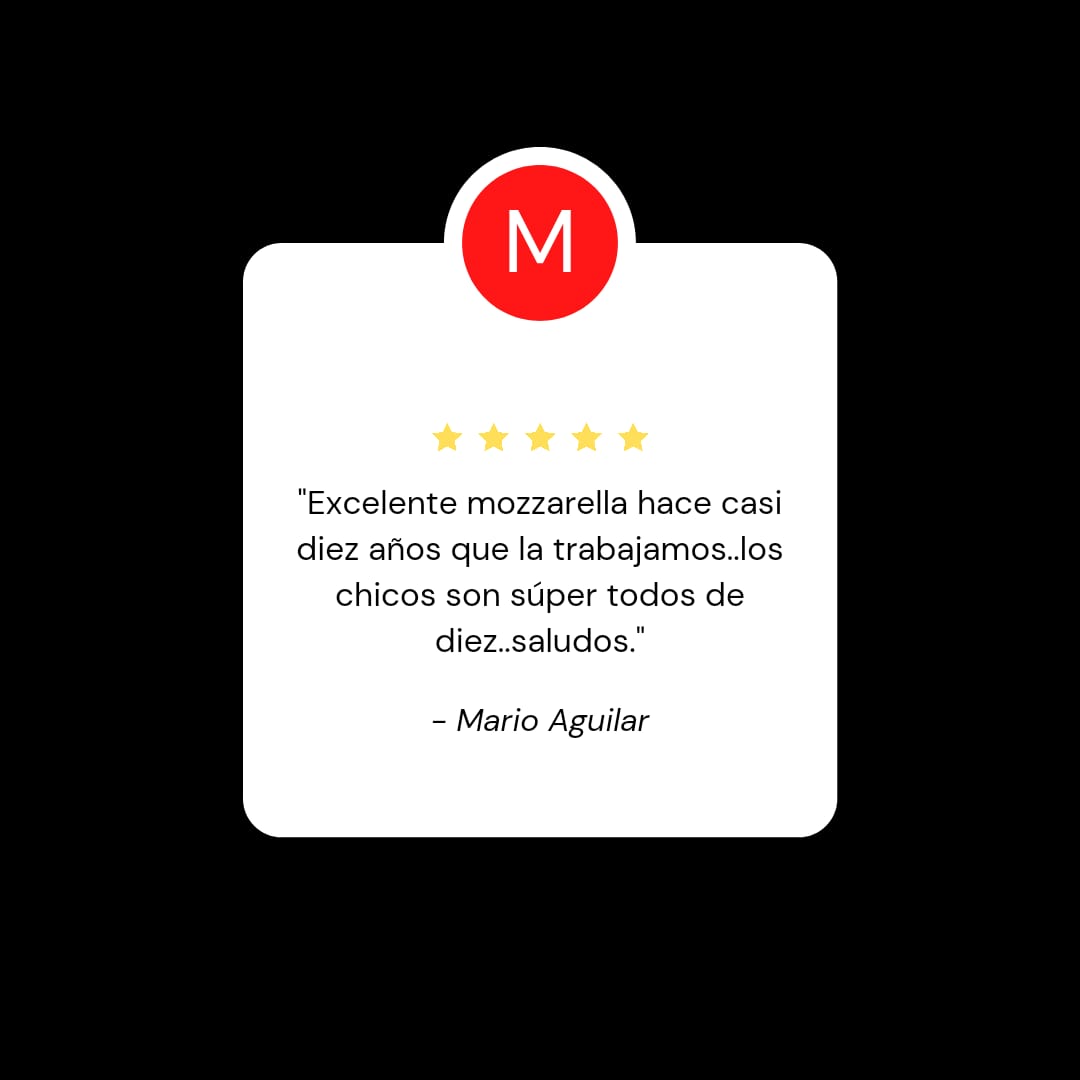 M
"Excelente mozzarella hace casi
diez años que la trabajamos..los
chicos son súper todos de
diez..saludos."
- Mario Aguilar